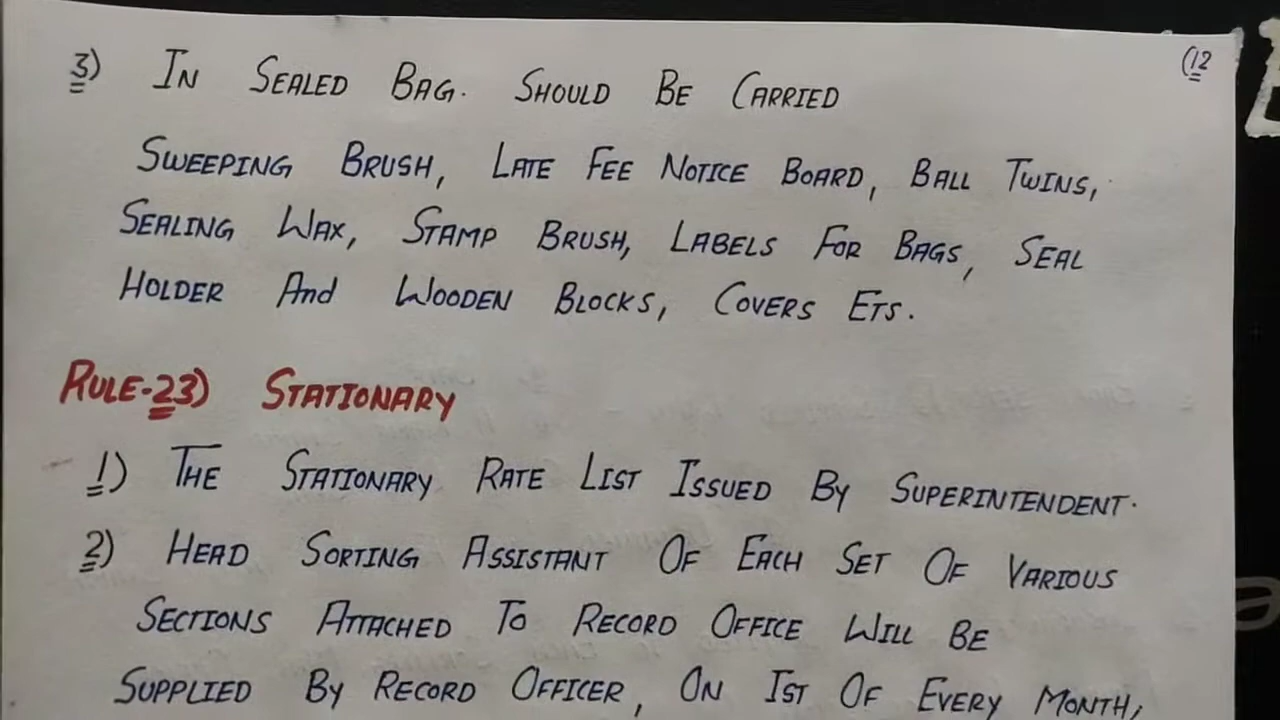 (12
3) IN SEALED BAG. SHOULD BE CARRIED
SWEEPING BRUSH, LATE FEE NOTICE BOARD, BALL TWINS,
SEALING WAX, STAMP BRUSH, LABELS FOR BAGS, SEAL
HOLDER And WOODEN BLOCKS, COVERS ETS.
RULE-23) STATIONARY
1) THE STATIONARY RATE LIST ISSUED BY SUPERINTENDENT.
2) HEAD SORTING ASSISTANT OF EACH SET OF VARIOUS
SECTIONS ATTACHED TO RECORD OFFICE WILL BE
SUPPLIED BY RECORD OFFICER, ON IST OF EVERY MONTH,